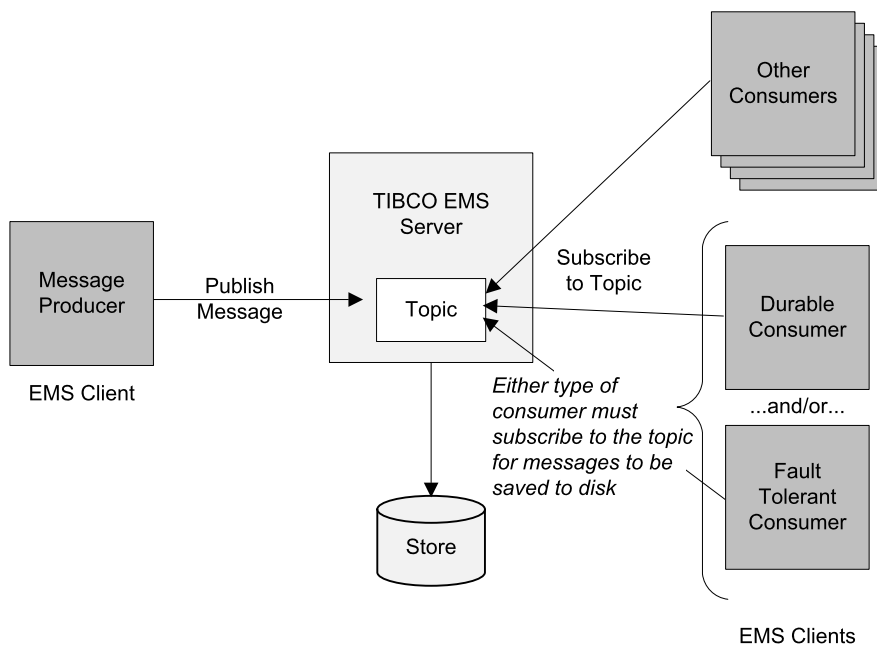 Other
Consumers
TIBCO EMS
Server
Message
Producer
Publish
Message
Topic
Subscribe
to Topic
Durable
Consumer
EMS Client
Either type of
consumer must
subscribe to the topic
for messages to be
saved to disk
...and/or...
Fault
Tolerant
Consumer
Store
EMS Clients